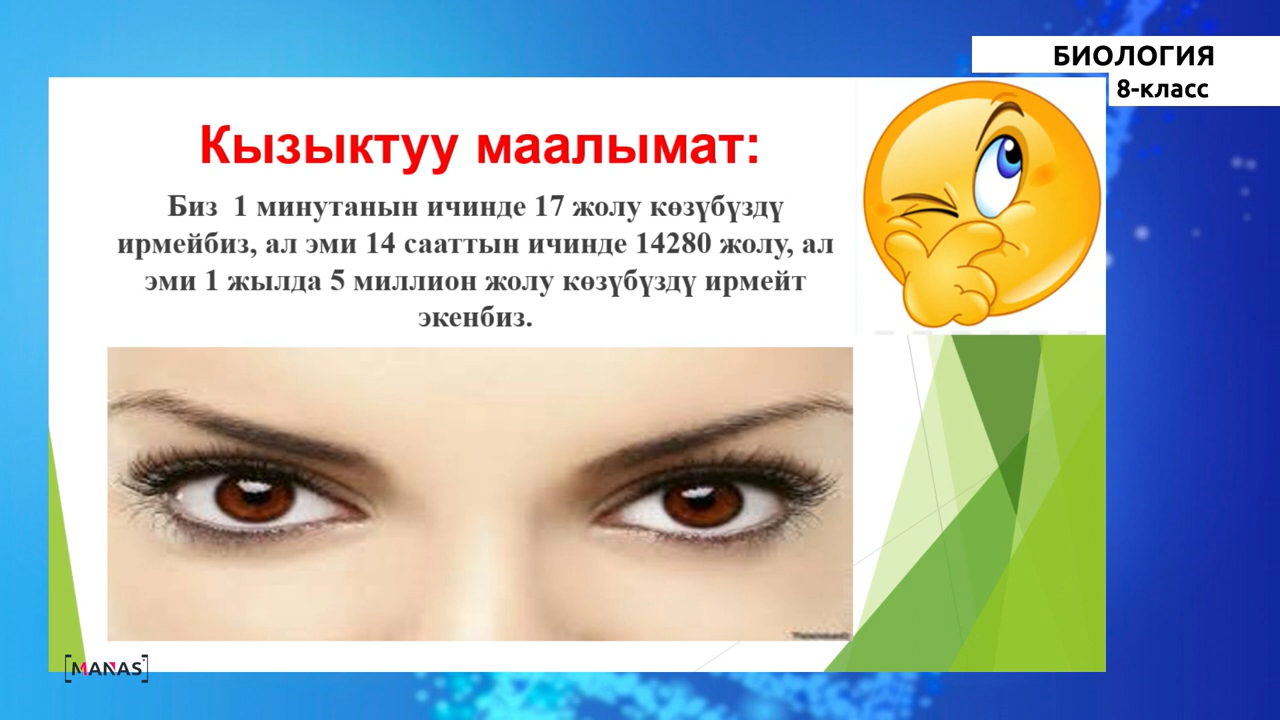 БИОЛОГИЯ
8-класс
Кызыктуу маалымат:
Биз 1 минутанын ичинде 17 жолу көзүбүздү
ирмейбиз, ал эми 14 сааттын ичинде 14280 жолу, ал
эми 1 жылда 5 миллион жолу көзүбүздү ирмейт
экенбиз.
MANAS